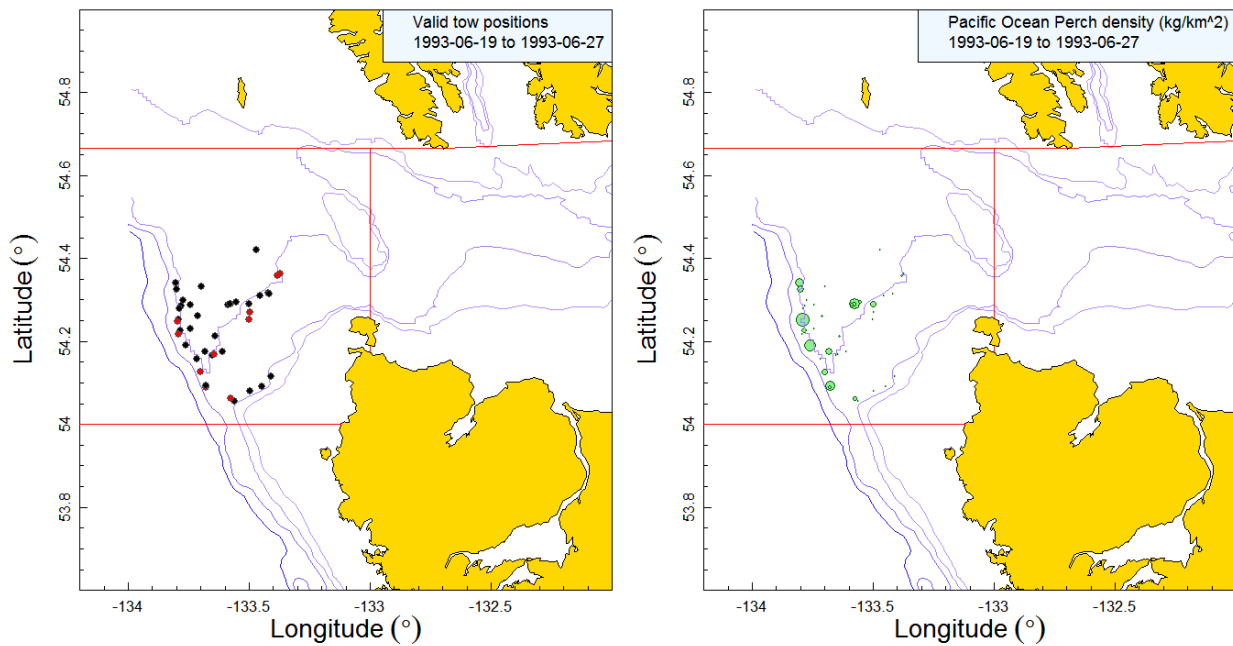 Valid tow positions
1993-06-19 to 1993-06-27
54.8
54.6
54.4
54.2
54
53.8
Latitude (°)
-134
-133.5
-133
-132.5
Longitude (°)
Pacific Ocean Perch density (kg/km^2)
1993-06-19 to 1993-06-27
54.8
54.6
54.4
54.2
54
53.8
Latitude (°)
-134
-133.5
-133
-132.5
Longitude (°)